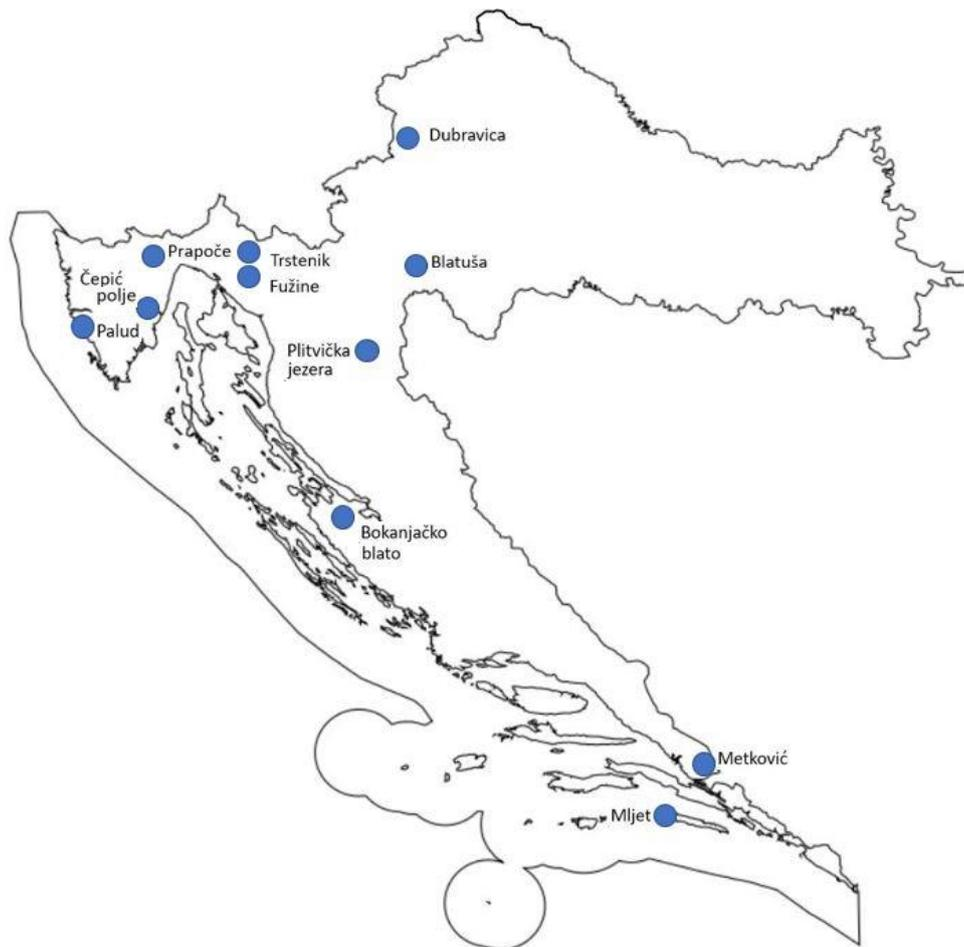 Dubravica
Prapoče
Trstenik
Blatuša
Čepić
polje
Fužine
Palud
Plitvička
jezera
Bokanjačko
blato
Metković
Mljet